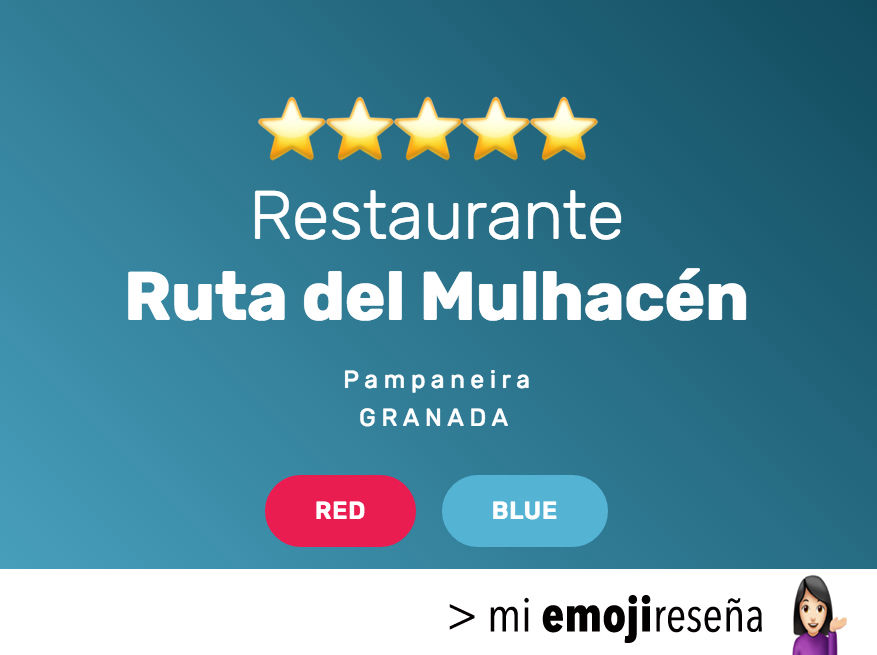 Restaurante
Ruta del Mulhacén
Pampaneira
GRANADA
RED
BLUE
> mi emojireseña